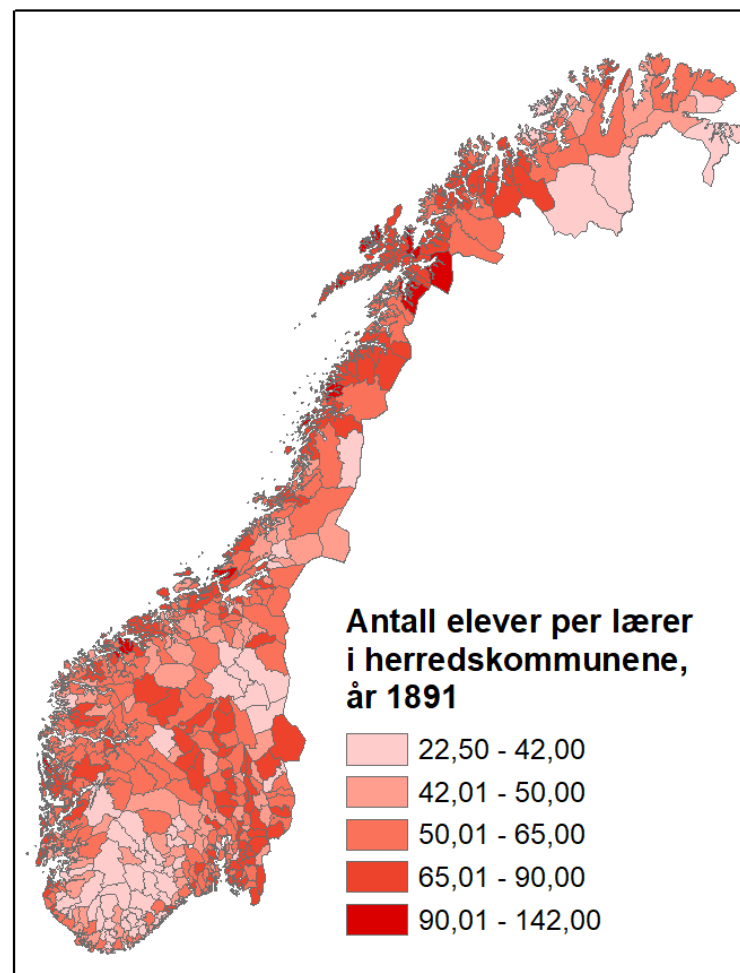 Antall elever per lærer
i herredskommunene,
år 1891
22,50 - 42,00
42,01 - 50,00
50,01 - 65,00
65,01 - 90,00
90,01 - 142,00